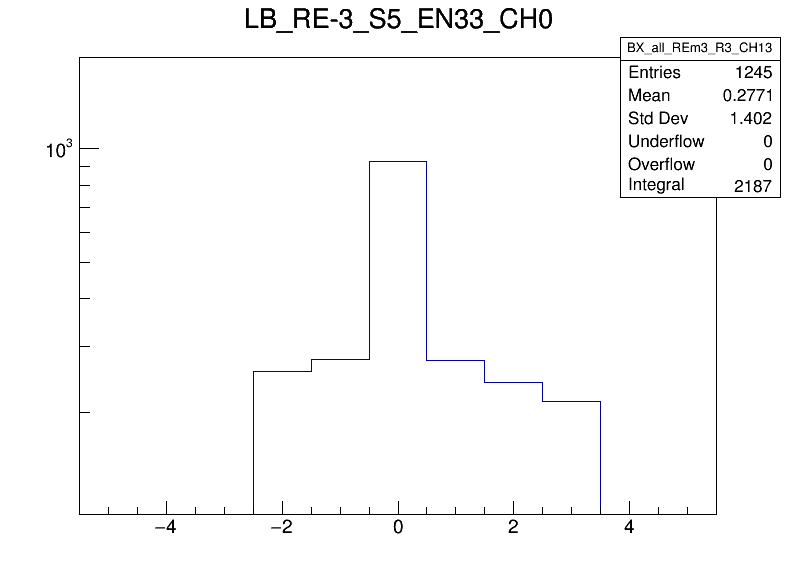 LB_RE-3_S5_EN33_CH0
BX_all_REm3_R3_CH13
Entries 1245
Mean 0.2771
Std Dev 1.402
Underflow 0
Overflow 0
Integral 2187
10³
−4 −2 0 2 4